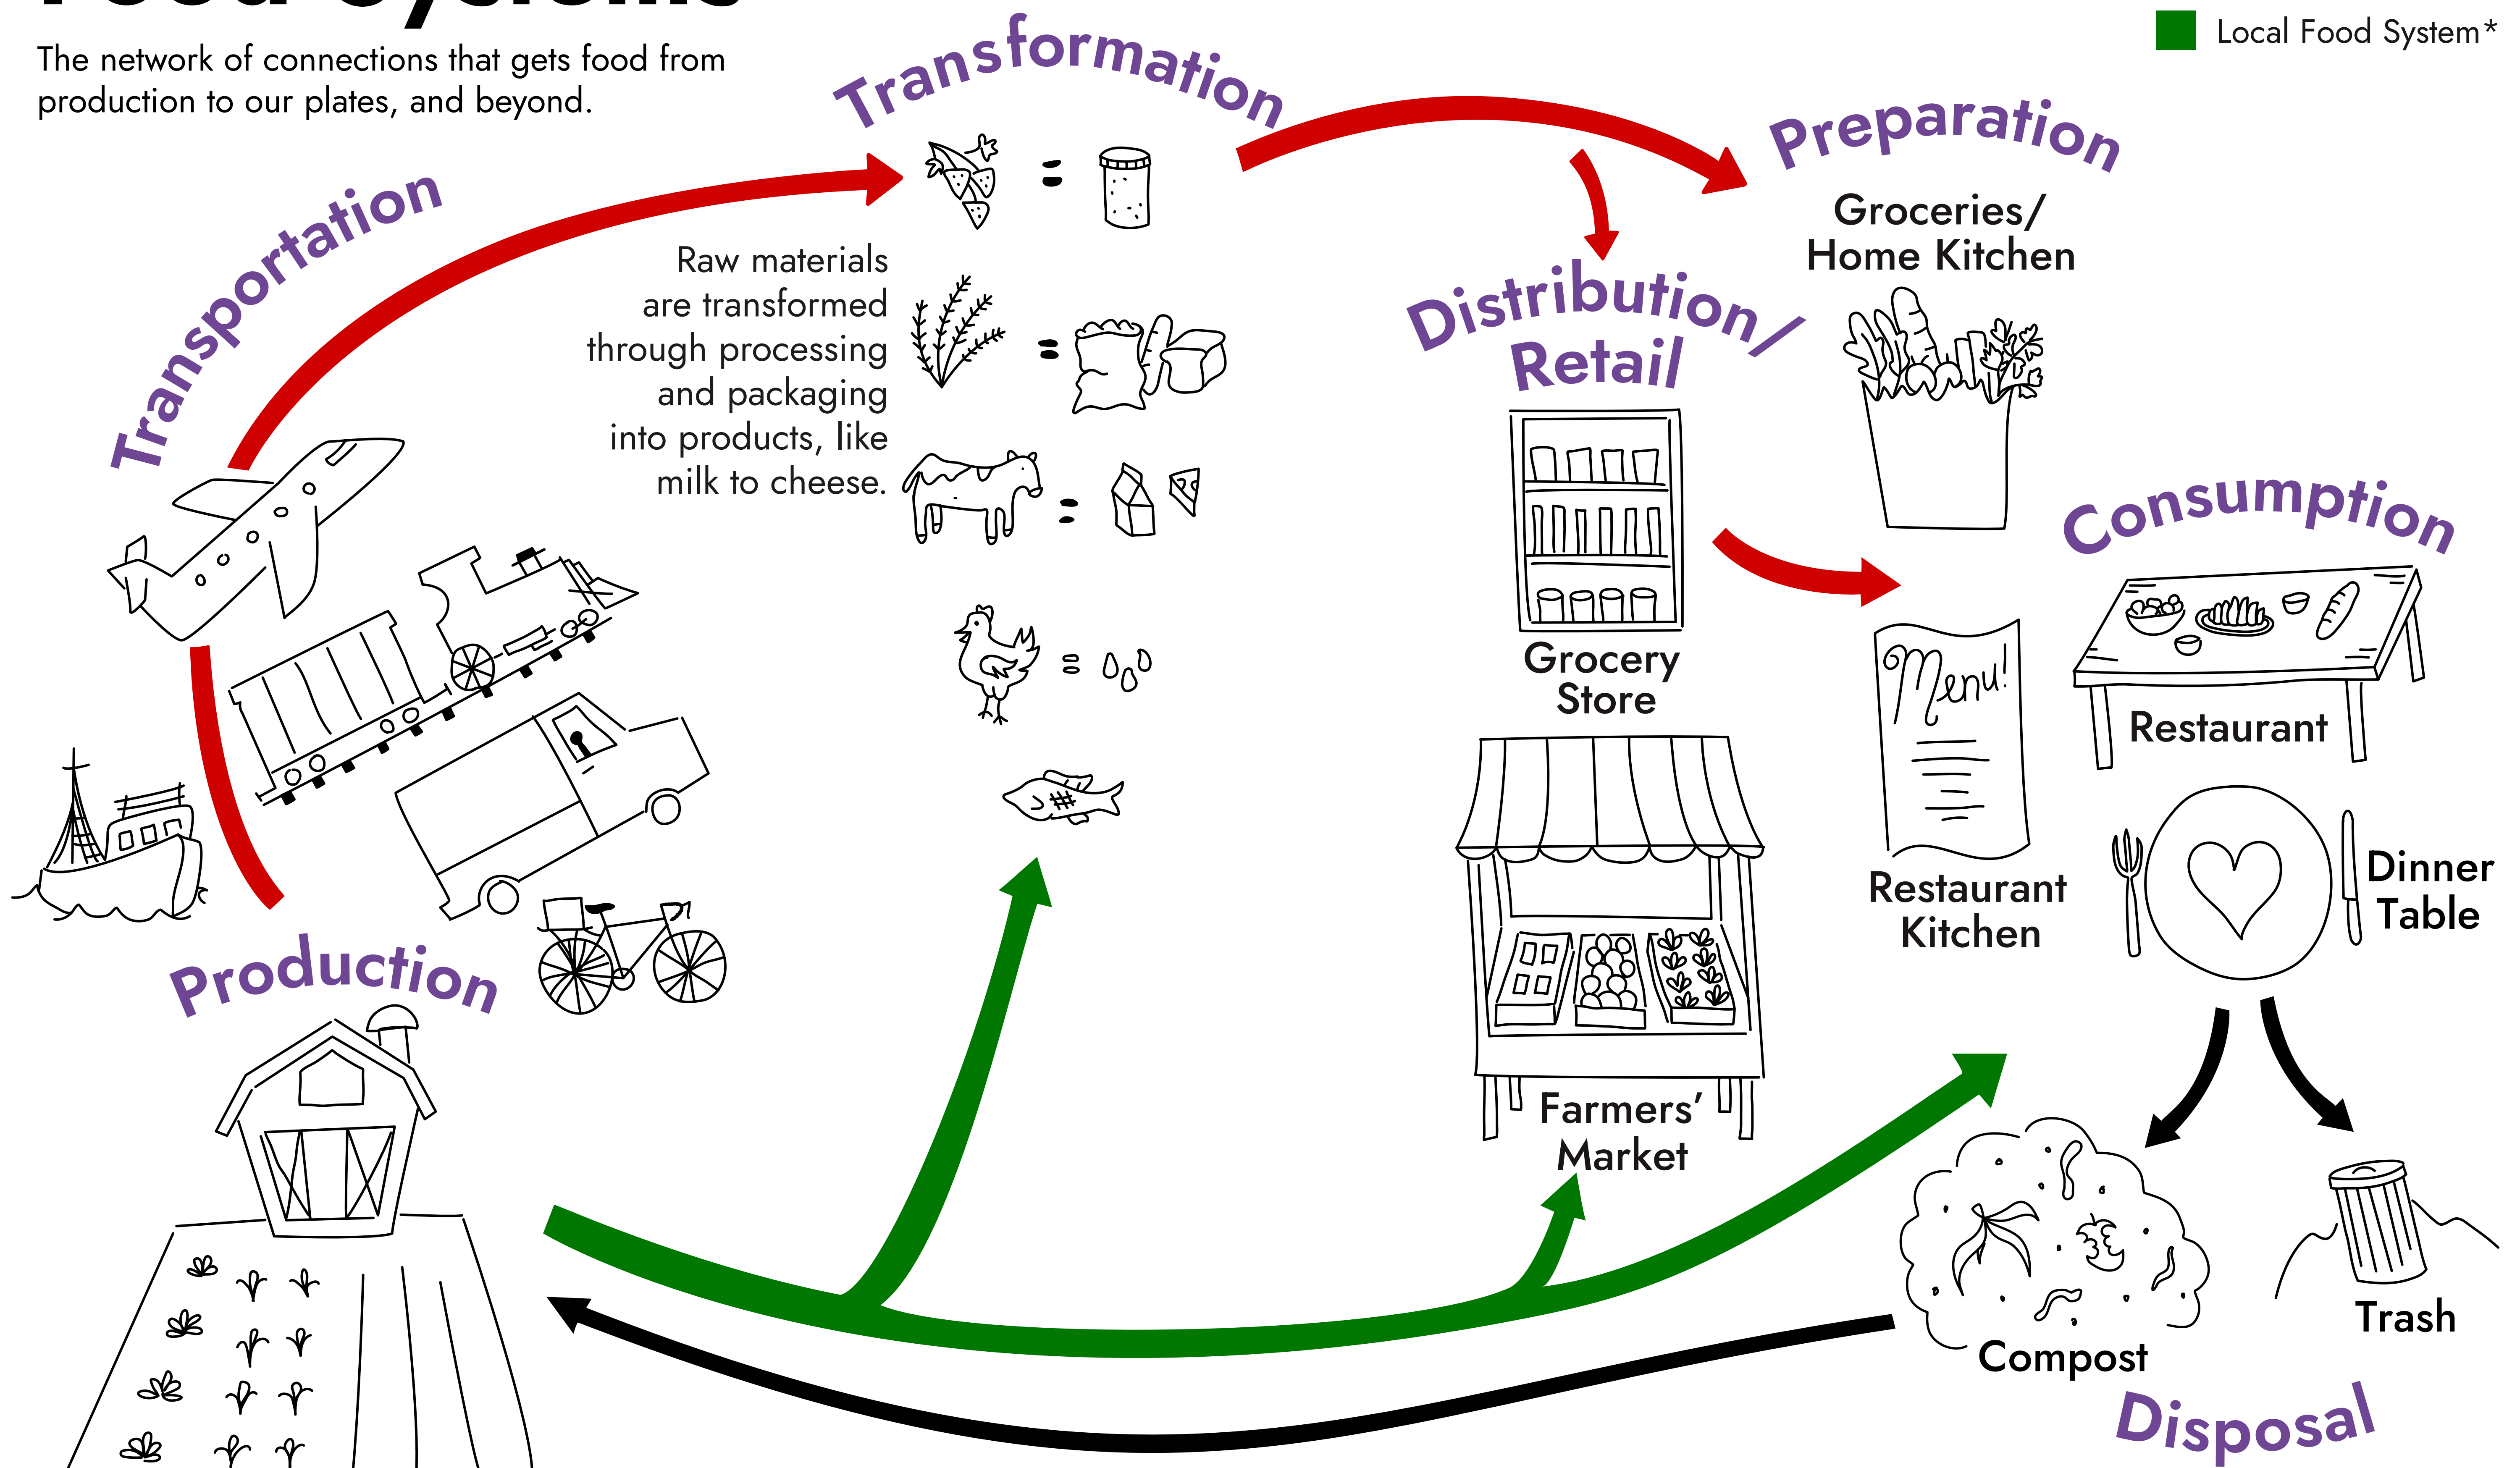 Food Systems
The network of connections that gets food from
production to our plates, and beyond.
Local Food System*
Transformation
Preparation
Groceries/
Home Kitchen
Transportation
Raw materials
are transformed
through processing
and packaging
into products, like
milk to cheese.
Distribution/
Retail
Grocery
Store
Consumption
Menu!
Restaurant
Restaurant
Kitchen
Dinner
Table
Production
Farmers’
Market
Compost
Trash
Disposal